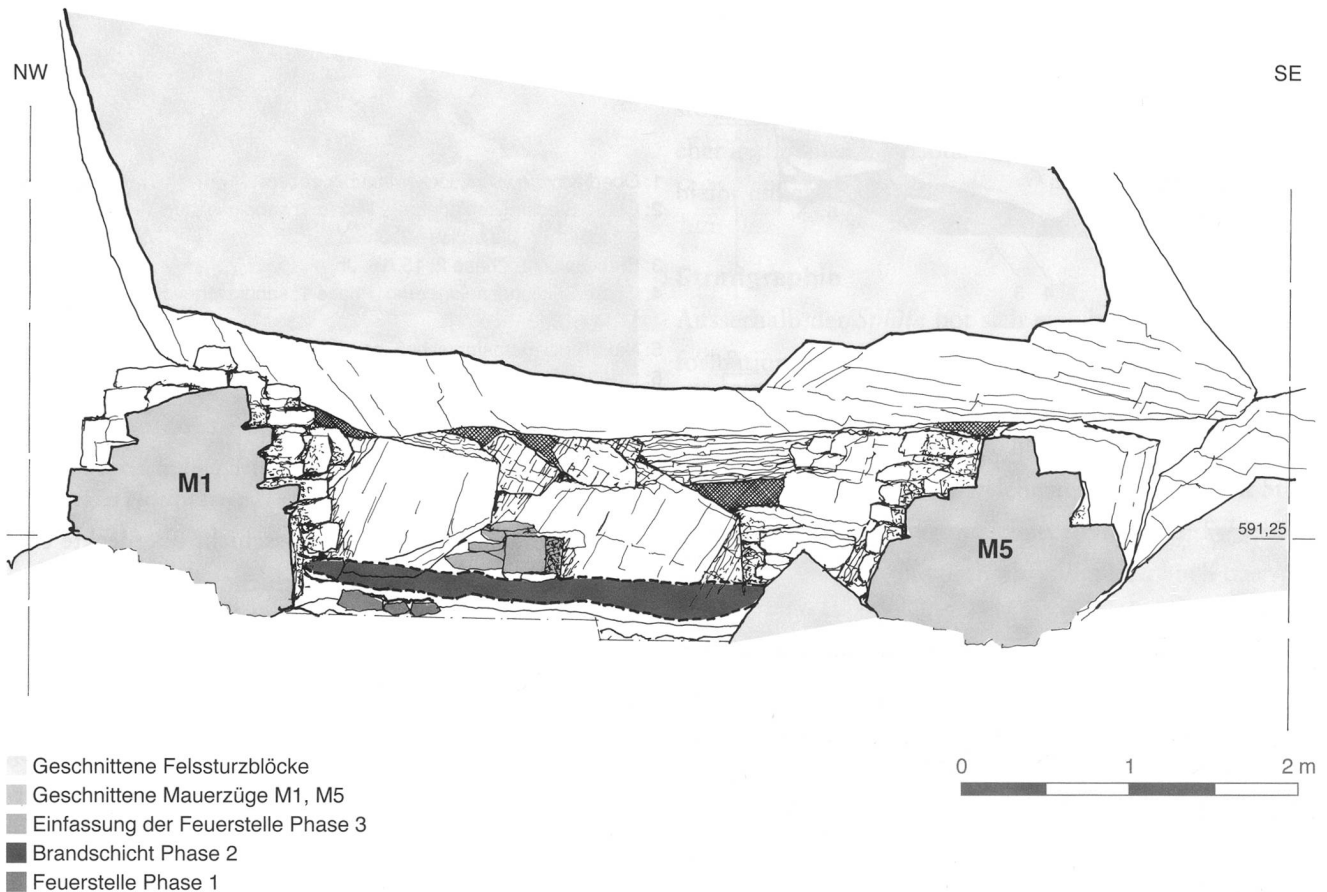 NW
SE
Stratigraphie
M1
M5
591,25
Geschnittene Felssturzblöcke
Geschnittene Mauerzüge M1, M5
Einfassung der Feuerstelle Phase 3
Brandschicht Phase 2
Feuerstelle Phase 1
0 1 2 m